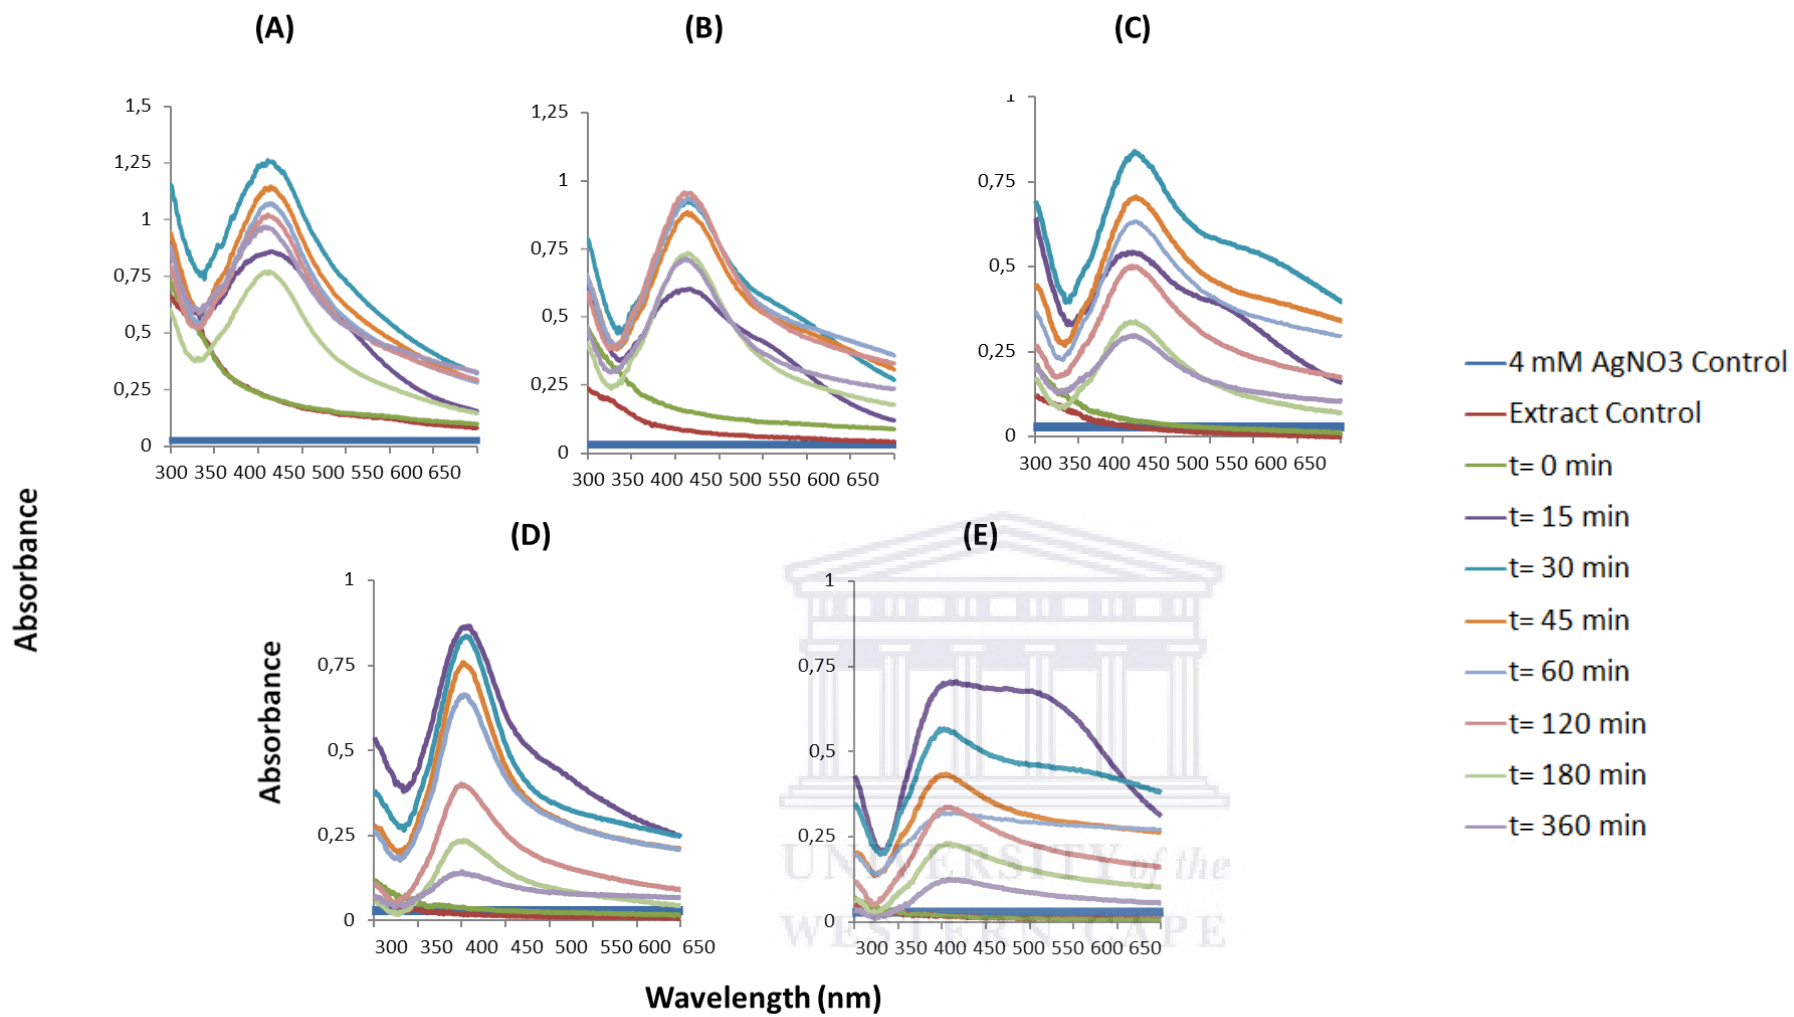 (A)
(B)
(C)
1,5
1,25
1
0,75
0,5
0,25
0
300 350 400 450 500 550 600 650
1,25
1
0,75
0,5
0,25
0
300 350 400 450 500 550 600 650
1
0,75
0,5
0,25
0
300 350 400 450 500 550 600 650
4 mM AgNO3 Control
Extract Control
t= 0 min
t= 15 min
t= 30 min
t= 45 min
t= 60 min
t= 120 min
t= 180 min
t= 360 min
Absorbance
(D)
(E)
Absorbance
1
0,75
0,5
0,25
0
300 350 400 450 500 550 600 650
1
0,75
0,5
0,25
0
300 350 400 450 500 550 600 650
UNIVERSITY of the
WESTERN CAPE
Wavelength (nm)